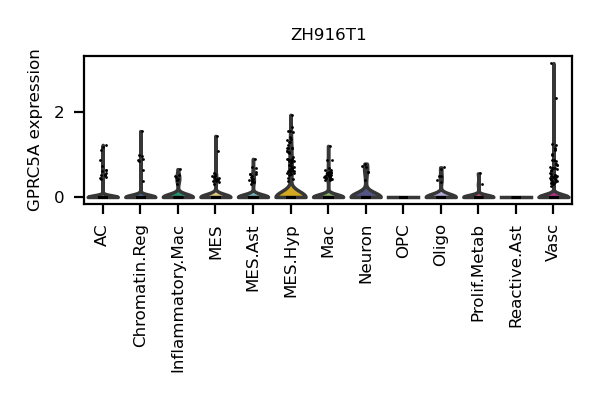 ZH916T1
GPRC5A expression
2
0
AC
Chromatin.Reg
Inflammatory.Mac
MES
MES.Ast
MES.Hyp
Mac
Neuron
OPC
Oligo
Prolif.Metab
Reactive.Ast
Vasc